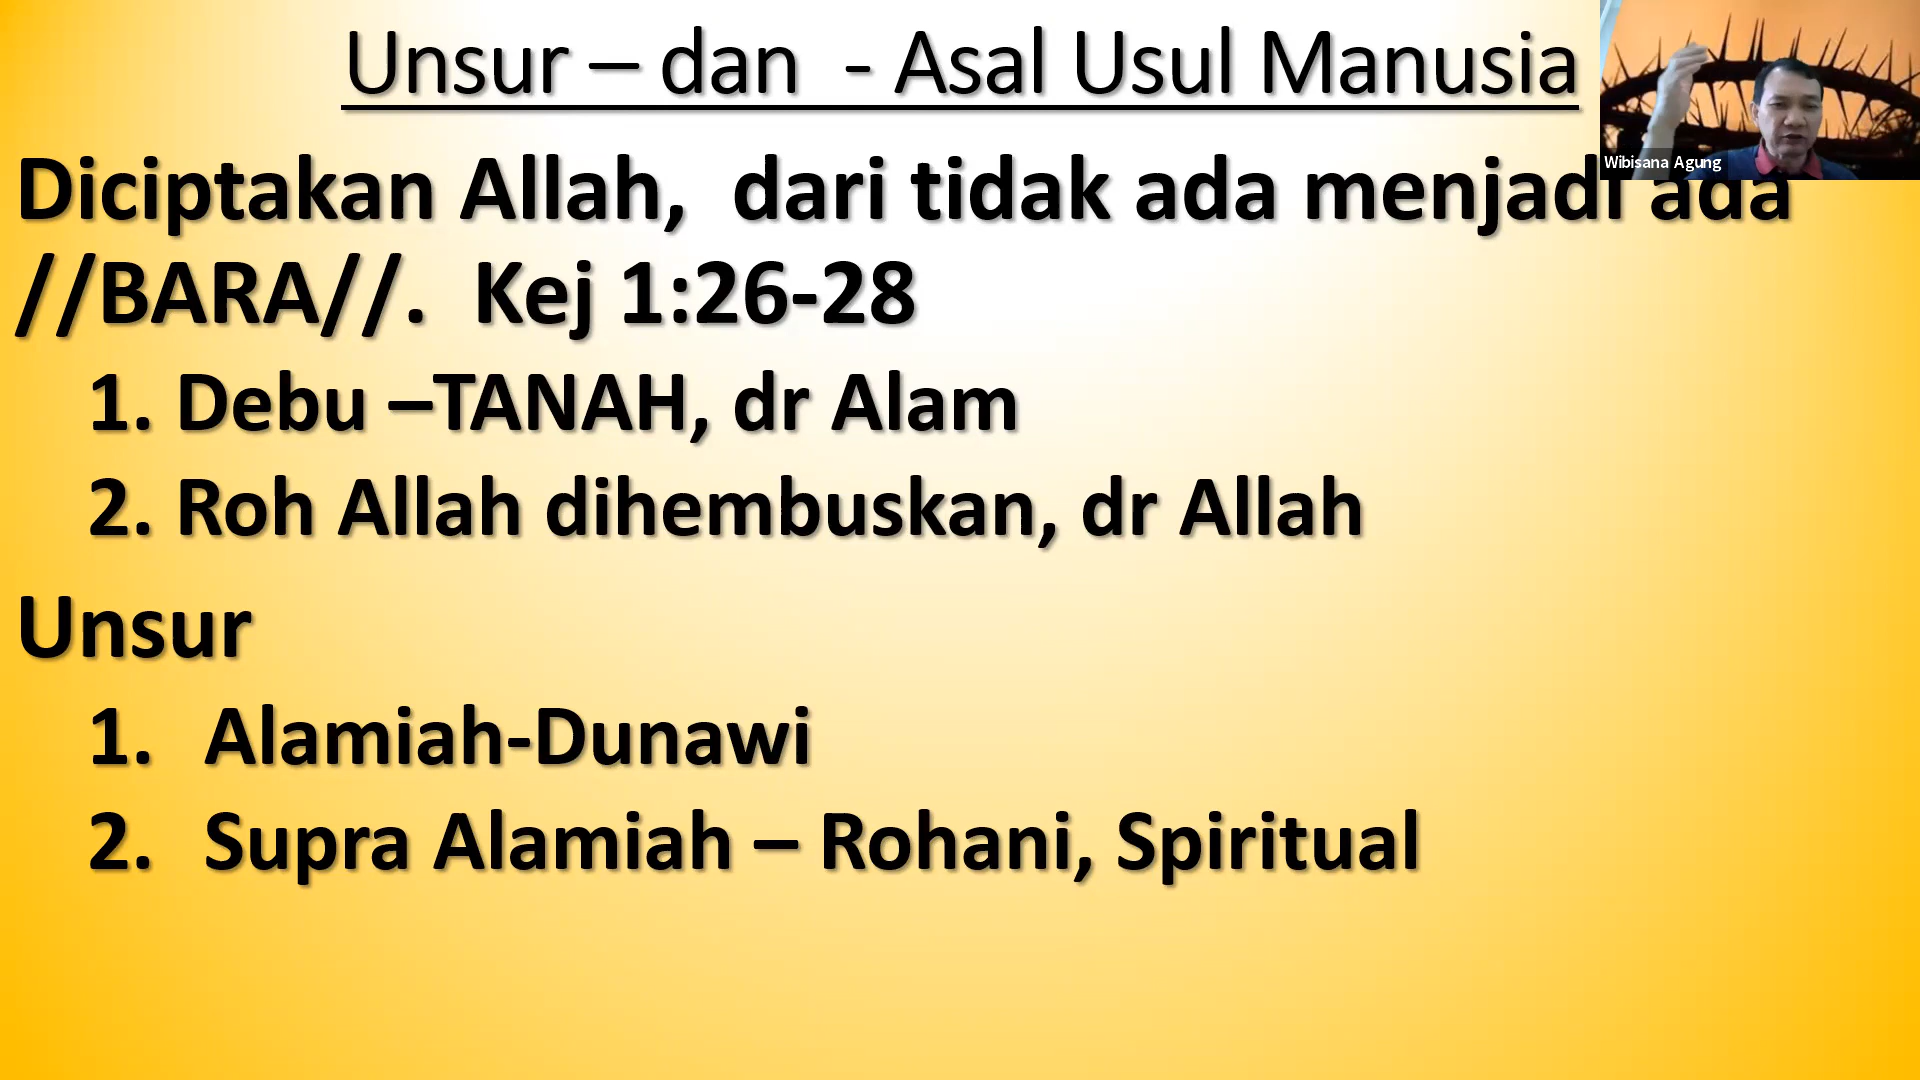 Unsur – dan - Asal Usul Manusia
Wibisana Agung
Diciptakan Allah, dari tidak ada menjadi ada
//BARA//. Kej 1:26-28
1. Debu –TANAH, dr Alam
2. Roh Allah dihembuskan, dr Allah
Unsur
1. Alamiah-Dunawi
2. Supra Alamiah – Rohani, Spiritual